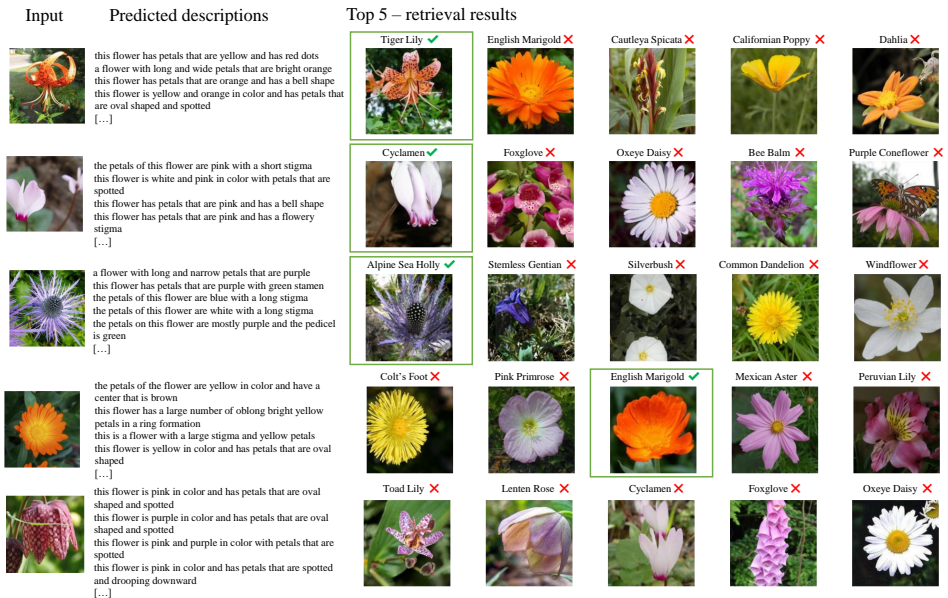 Input Predicted descriptions Top 5 – retrieval results
Tiger Lily ✓ English Marigold ✕ Cautleya Spicata ✕ Californian Poppy ✕ Dahlia ✕
this flower has petals that are yellow and has red dots
a flower with long and wide petals that are bright orange
this flower has petals that are orange and has a bell shape
this flower is yellow and orange in color and has petals that
are oval shaped and spotted
[…]
Cyclamen ✓ Foxglove ✕ Oxeye Daisy ✕ Bee Balm ✕ Purple Coneflower ✕
the petals of this flower are pink with a short stigma
this flower is white and pink in color with petals that are
spotted
this flower has petals that are pink and has a bell shape
this flower has petals that are pink and has a flowery
stigma
[…]
Alpine Sea Holly ✓ Stemless Gentian ✕ Silverbush ✕ Common Dandelion ✕ Windflower ✕
a flower with long and narrow petals that are purple
this flower has petals that are purple with green stamen
the petals of this flower are blue with a long stigma
the petals of this flower are white with a long stigma
the petals on this flower are mostly purple and the pedicel
is green
[…]
Colt's Foot ✕ Pink Primrose ✕ English Marigold ✓ Mexican Aster ✕ Peruvian Lily ✕
the petals of the flower are yellow in color and have a
center that is brown
this flower has a large number of oblong bright yellow
petals in a ring formation
this is a flower with a large stigma and yellow petals
this flower is yellow in color and has petals that are oval
shaped
[…]
Toad Lily ✕ Lenten Rose ✕ Cyclamen ✕ Foxglove ✕ Oxeye Daisy ✕
this flower is pink in color and has petals that are oval
shaped and spotted
this flower is purple in color and has petals that are oval
shaped and spotted
this flower is pink and purple in color with petals that are
spotted
this flower is pink in color and has petals that are spotted
and drooping downward
[…]